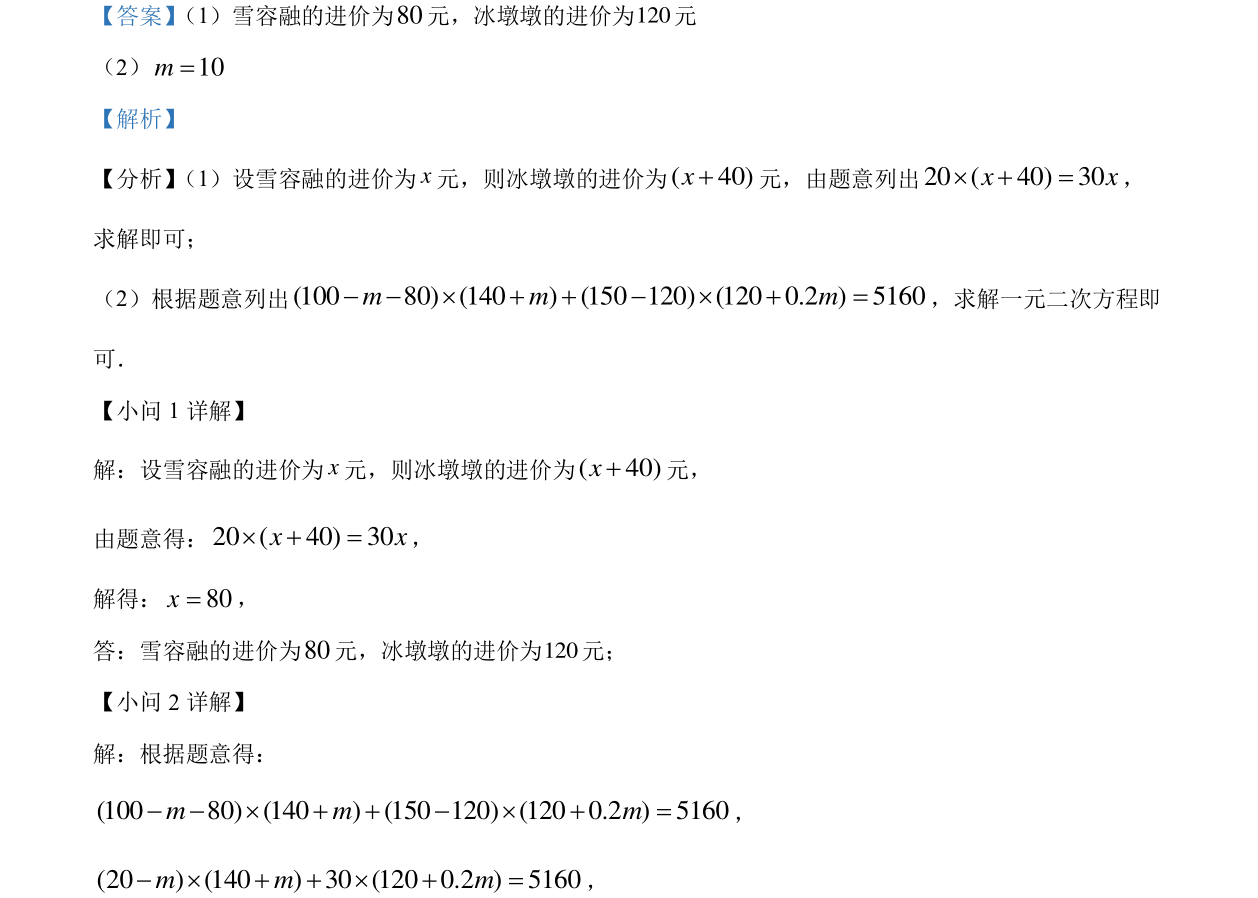 【答案】（1）雪容融的进价为80元，冰墩墩的进价为120元
（2）m=10
【解析】
【分析】（1）设雪容融的进价为x元，则冰墩墩的进价为(x+40)元，由题意列出20×(x+40)=30x，
求解即可；
（2）根据题意列出(100−m−80)×(140+m)+(150−120)×(120+0.2m)=5160，求解一元二次方程即
可．
【小问1详解】
解：设雪容融的进价为x元，则冰墩墩的进价为(x+40)元，
由题意得：20×(x+40)=30x，
解得：x=80，
答：雪容融的进价为80元，冰墩墩的进价为120元；
【小问2详解】
解：根据题意得：
(100−m−80)×(140+m)+(150−120)×(120+0.2m)=5160，
(20−m)×(140+m)+30×(120+0.2m)=5160，